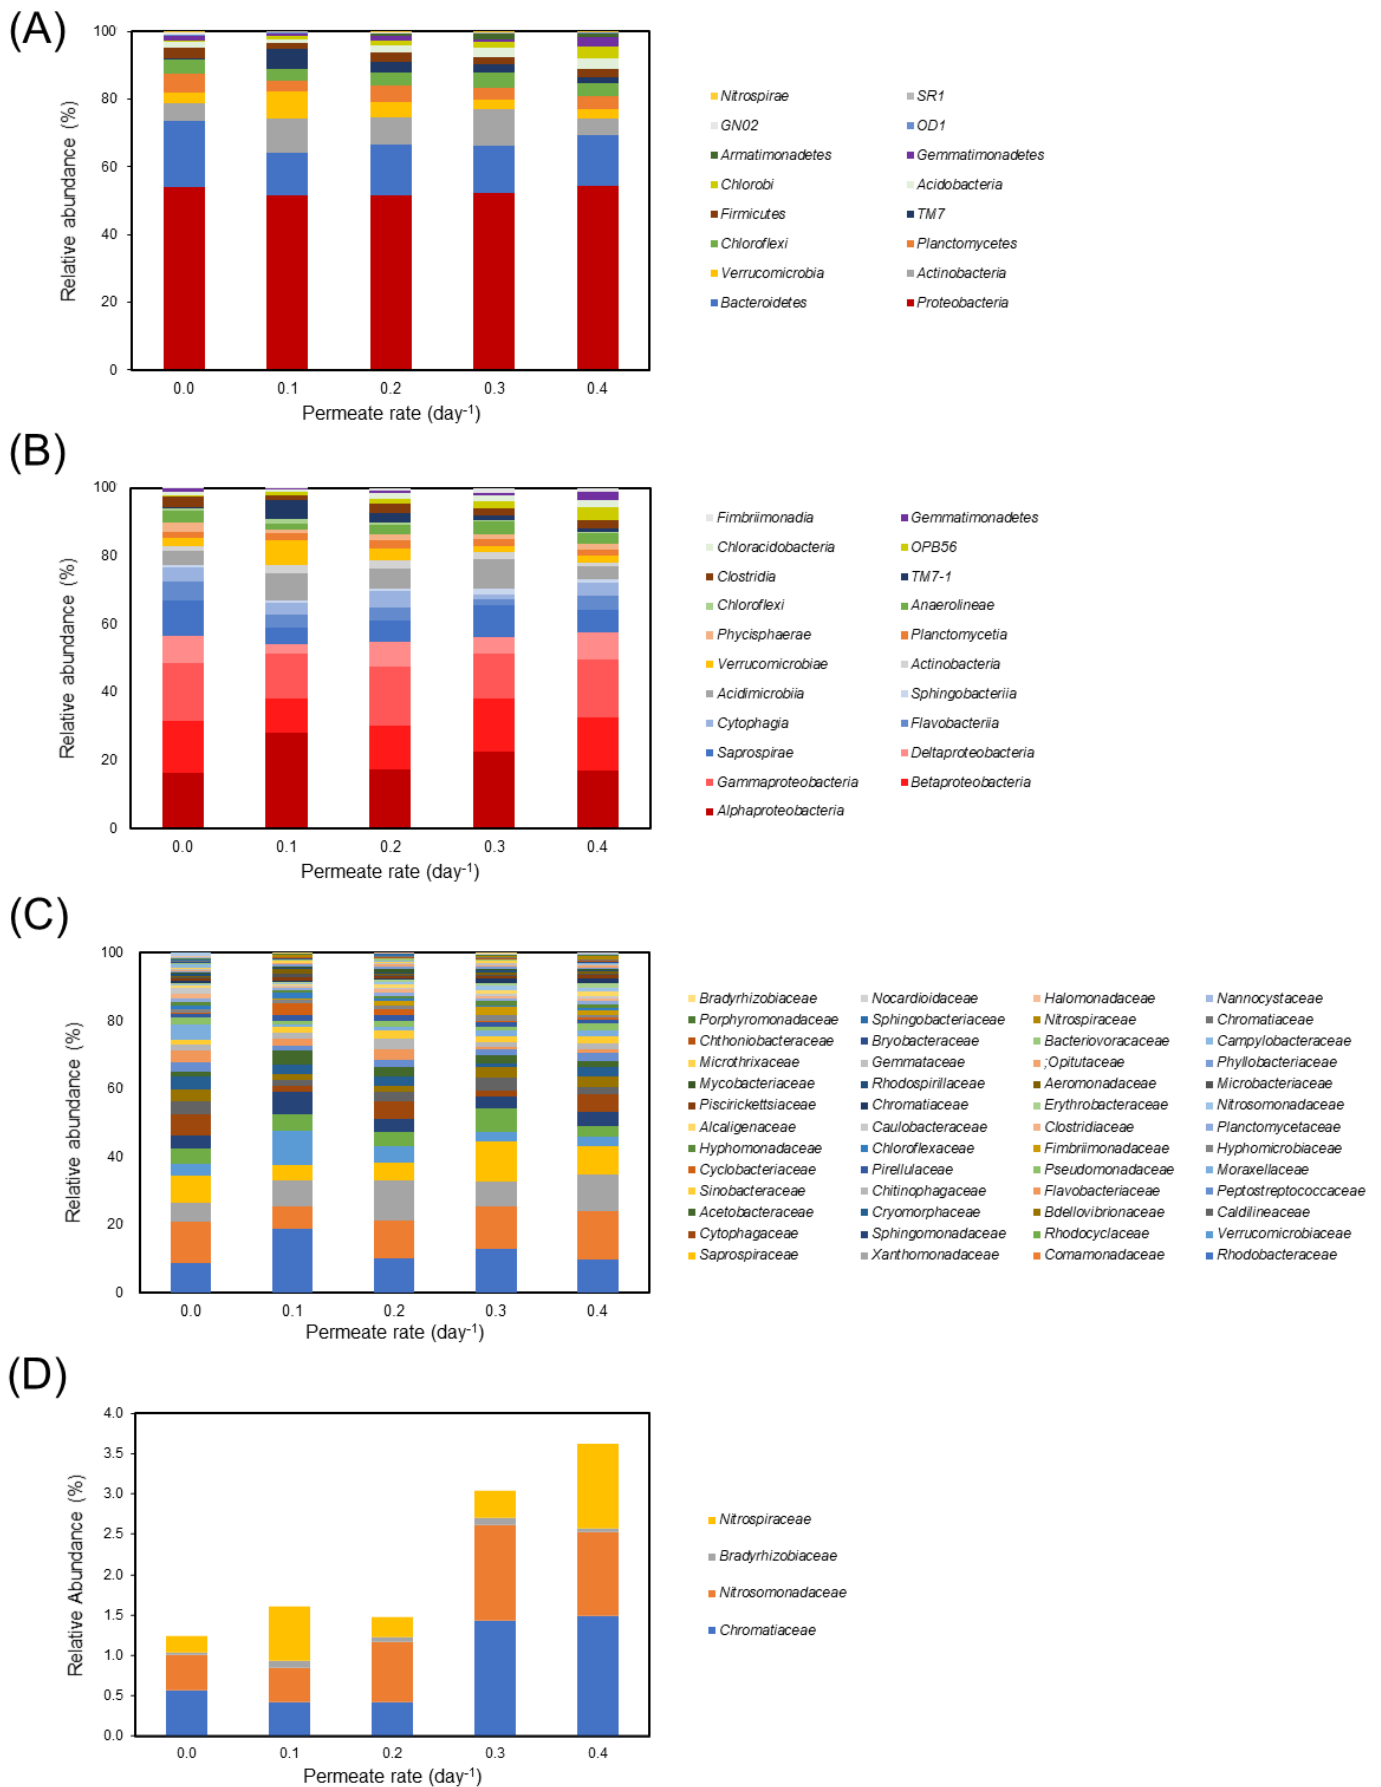 (A)
100
80
60
40
20
0
Relative abundance (%)
0.0 0.1 0.2 0.3 0.4
Permeate rate (day-1)
Nitrospirae SR1
GN02 OD1
Armatimonadetes Gemmatimonadetes
Chlorobi Acidobacteria
Firmicutes TM7
Chloroflexi Planctomycetes
Verrucomicrobia Actinobacteria
Bacteroidetes Proteobacteria
(B)
100
80
60
40
20
0
Relative abundance (%)
0.0 0.1 0.2 0.3 0.4
Permeate rate (day-1)
Fimbriimonadia Gemmatimonadetes
Chloracidobacteria OPB56
Clostridia TM7-1
Chloroflexi Anaerolineae
Phycisphaerae Planctomycetia
Verrucomicrobiae Actinobacteria
Acidimicrobiia Sphingobacteriia
Cytophagia Flavobacteriia
Saprospirae Deltaproteobacteria
Gammaproteobacteria Betaproteobacteria
Alphaproteobacteria
(C)
100
80
60
40
20
0
Relative abundance (%)
0.0 0.1 0.2 0.3 0.4
Permeate rate (day-1)
Bradyrhizobiaceae Nocardioidaceae Halomonadaceae Nannocystaceae
Porphyromonadaceae Sphingobacteriaceae Nitrospiraceae Chromatiaceae
Chthoniobacteraceae Bryobacteraceae Bacteriovoracaceae Campylobacteraceae
Microthrixaceae Gemmataceae ;Opitutaceae Phyllobacteriaceae
Mycobacteriaceae Rhodospirillaceae Aeromonadaceae Microbacteriaceae
Piscirickettsiaceae Chromatiaceae Erythrobacteraceae Nitrosomonadaceae
Alcaligenaceae Caulobacteraceae Clostridiaceae Planctomycetaceae
Hyphomonadaceae Chloroflexaceae Fimbriimonadaceae Hyphomicrobiaceae
Cyclobacteriaceae Pirellulaceae Pseudomonadaceae Moraxellaceae
Sinobacteraceae Chitinophagaceae Flavobacteriaceae Peptostreptococcaceae
Acetobacteraceae Cryomorphaceae Bdellovibrionaceae Caldilineaceae
Cytophagaceae Sphingomonadaceae Rhodocyclaceae Verrucomicrobiaceae
Saprospiraceae Xanthomonadaceae Comamonadaceae Rhodobacteraceae
(D)
4.0
3.5
3.0
2.5
2.0
1.5
1.0
0.5
0.0
Relative Abundance (%)
0.0 0.1 0.2 0.3 0.4
Permeate rate (day-1)
Nitrospiraceae
Bradyrhizobiaceae
Nitrosomonadaceae
Chromatiaceae